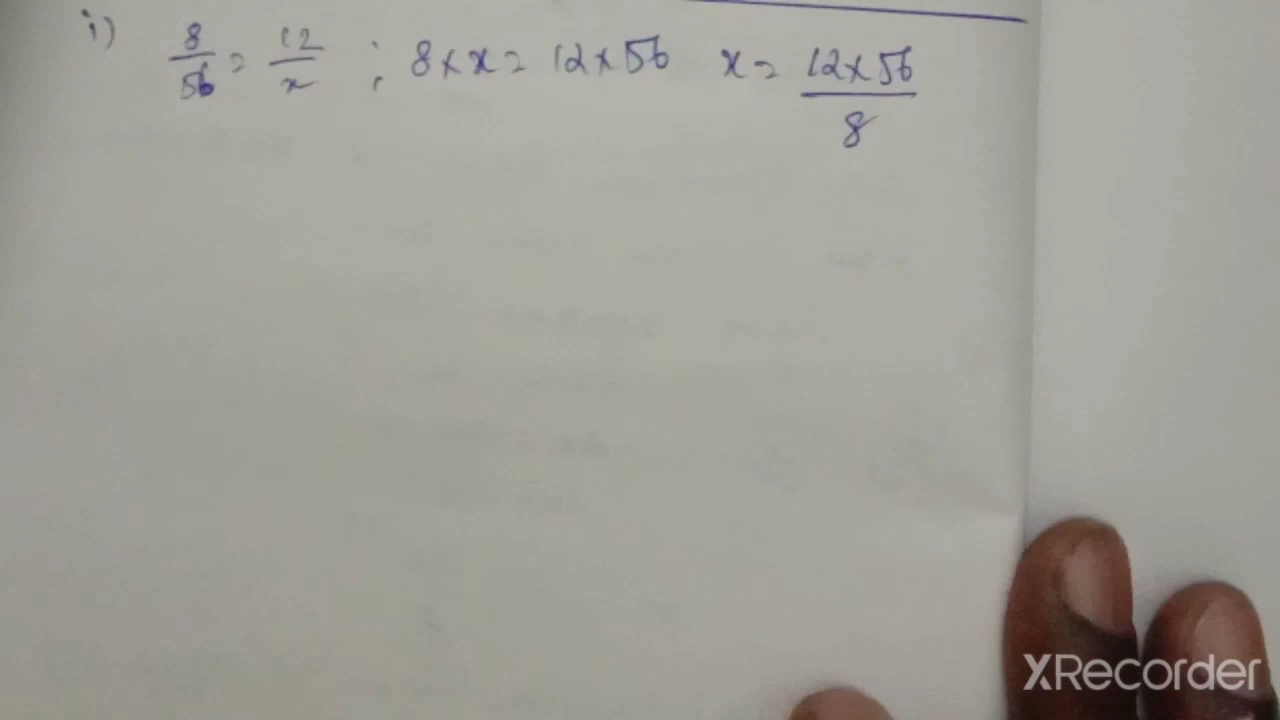 i) 8/56 = 12/x ; 8 × x = 12 × 56 x = 12 × 56/8
XRecorder